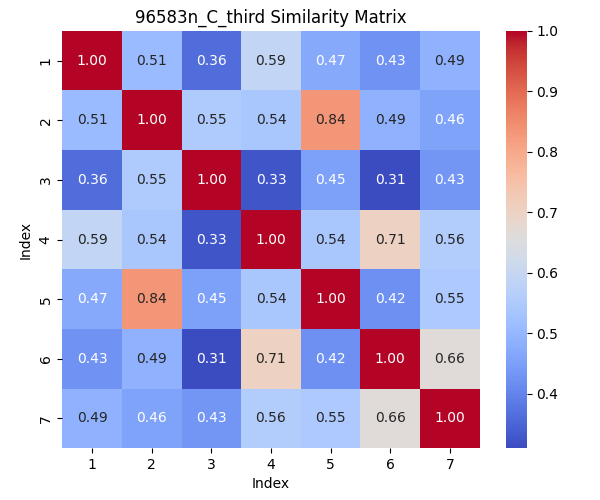 96583n_C_third Similarity Matrix
1 1.00 0.51 0.36 0.59 0.47 0.43 0.49
2 0.51 1.00 0.55 0.54 0.84 0.49 0.46
3 0.36 0.55 1.00 0.33 0.45 0.31 0.43
4 0.59 0.54 0.33 1.00 0.54 0.71 0.56
5 0.47 0.84 0.45 0.54 1.00 0.42 0.55
6 0.43 0.49 0.31 0.71 0.42 1.00 0.66
7 0.49 0.46 0.43 0.56 0.55 0.66 1.00
1 2 3 4 5 6 7
Index
Index
1.0
0.9
0.8
0.7
0.6
0.5
0.4